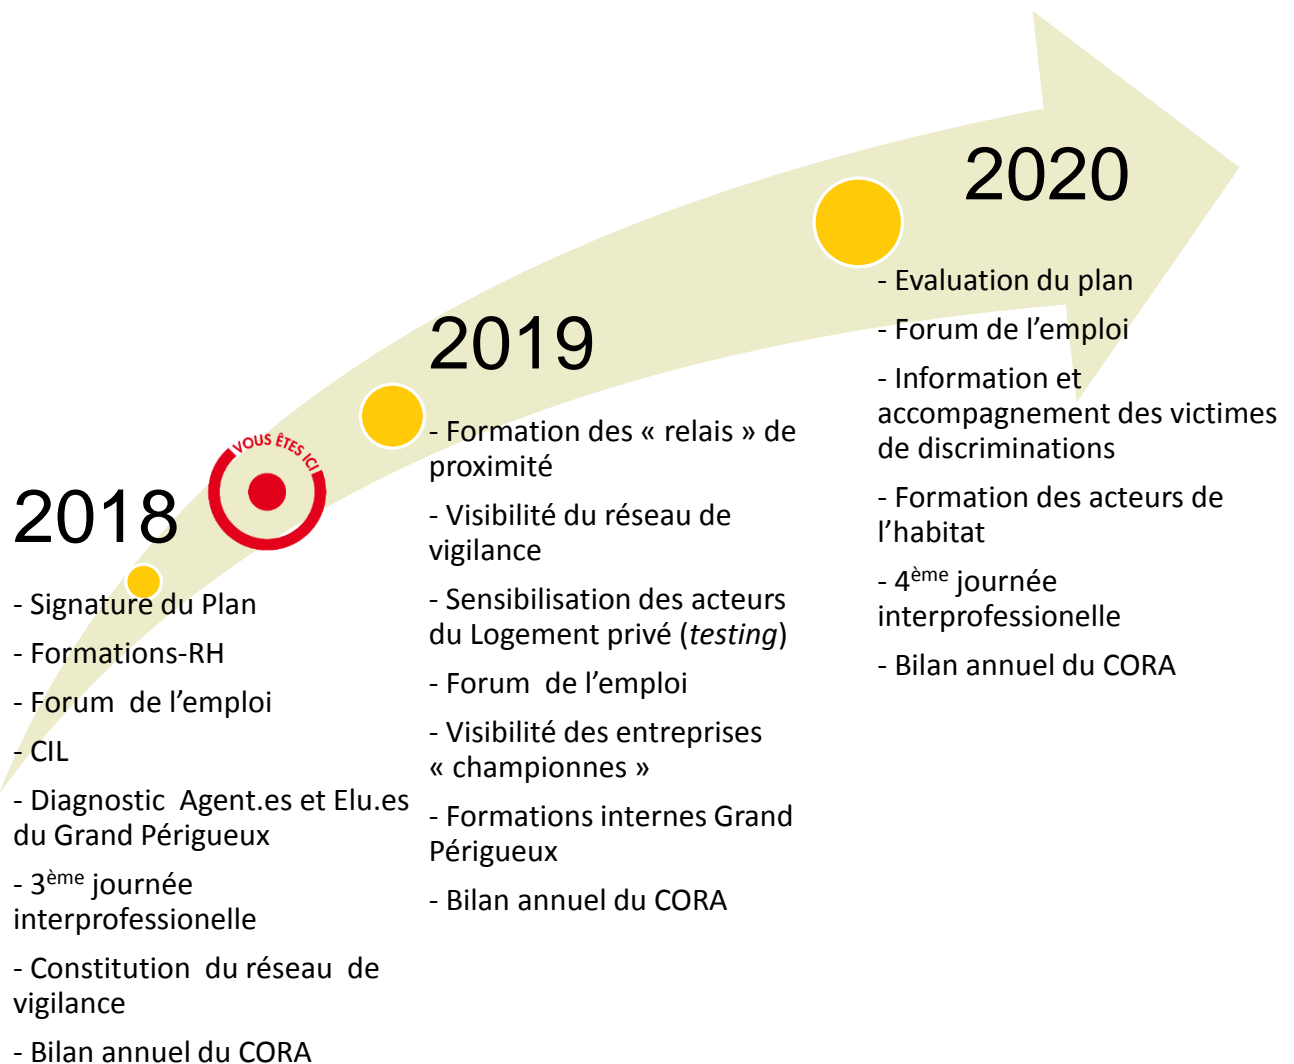 2018
- Signature du Plan
- Formations-RH
- Forum  de l’emploi
- CIL
- Diagnostic  Agent.es et Elu.es
du Grand Périgueux
- 3ème journée
interprofessionelle
- Constitution  du réseau  de
vigilance
- Bilan annuel du CORA
VOUS ÊTES ICI
2019
- Formation des « relais » de
proximité
- Visibilité du réseau de
vigilance
- Sensibilisation des acteurs
du Logement privé (testing)
- Forum  de l’emploi
- Visibilité des entreprises
« championnes »
- Formations internes Grand
Périgueux
- Bilan annuel du CORA
2020
- Evaluation du plan
- Forum de l’emploi
- Information et
accompagnement des victimes
de discriminations
- Formation des acteurs de
l’habitat
- 4ème journée
interprofessionelle
- Bilan annuel du CORA